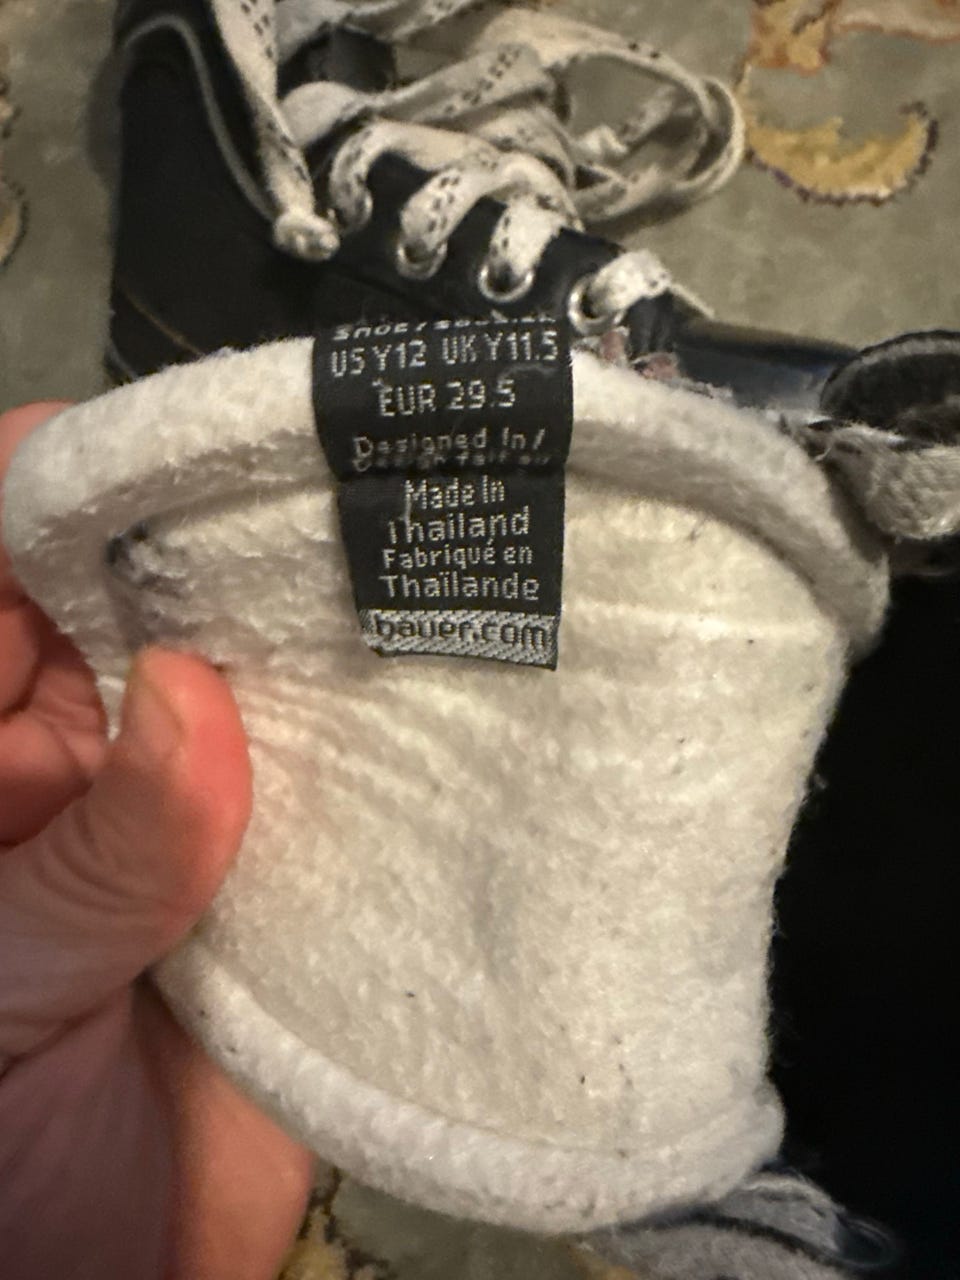 US Y12 UK Y11.5
EUR 29.5
Designed In/
Made In
Thailand
Fabriqué en
Thaïlande
bauer.com